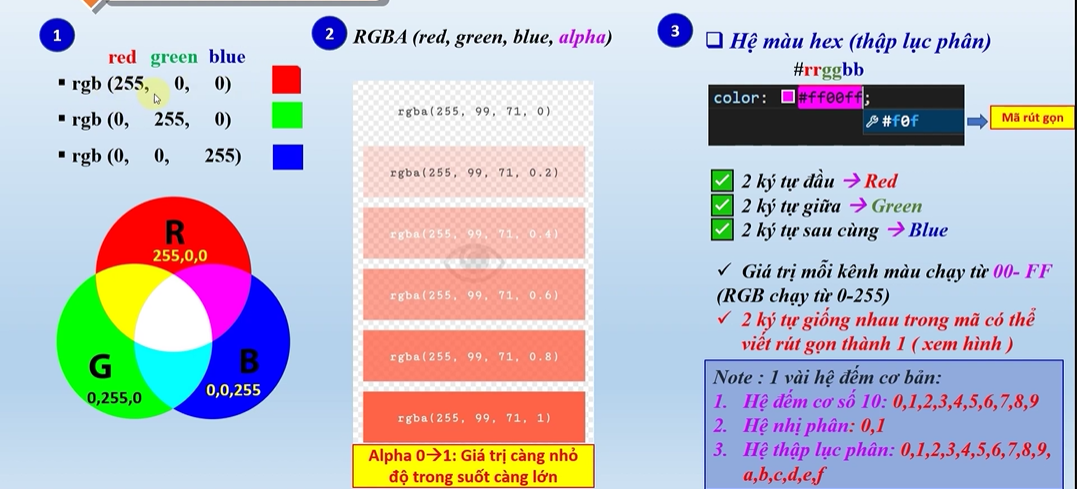 1
red green blue
▪ rgb (255, 0, 0)
▪ rgb (0, 255, 0)
▪ rgb (0, 0, 255)
R
255,0,0
G
0,255,0
B
0,0,255
2
RGBA (red, green, blue, alpha)
rgba(255, 99, 71, 0)
rgba(255, 99, 71, 0.2)
rgba(255, 99, 71, 0.4)
rgba(255, 99, 71, 0.6)
rgba(255, 99, 71, 0.8)
rgba(255, 99, 71, 1)
Alpha 0→1: Giá trị càng nhỏ
độ trong suốt càng lớn
3
❑ Hệ màu hex (thập lục phân)
#rrggbb
color: #ff00ff;
#f0f
Mã rút gọn
2 ký tự đầu → Red
2 ký tự giữa → Green
2 ký tự sau cùng → Blue
✓ Giá trị mỗi kênh màu chạy từ 00- FF
(RGB chạy từ 0-255)
✓ 2 ký tự giống nhau trong mã có thể
viết rút gọn thành 1 ( xem hình )
Note : 1 vài hệ đếm cơ bản:
1. Hệ đếm cơ số 10: 0,1,2,3,4,5,6,7,8,9
2. Hệ nhị phân: 0,1
3. Hệ thập lục phân: 0,1,2,3,4,5,6,7,8,9,
a,b,c,d,e,f